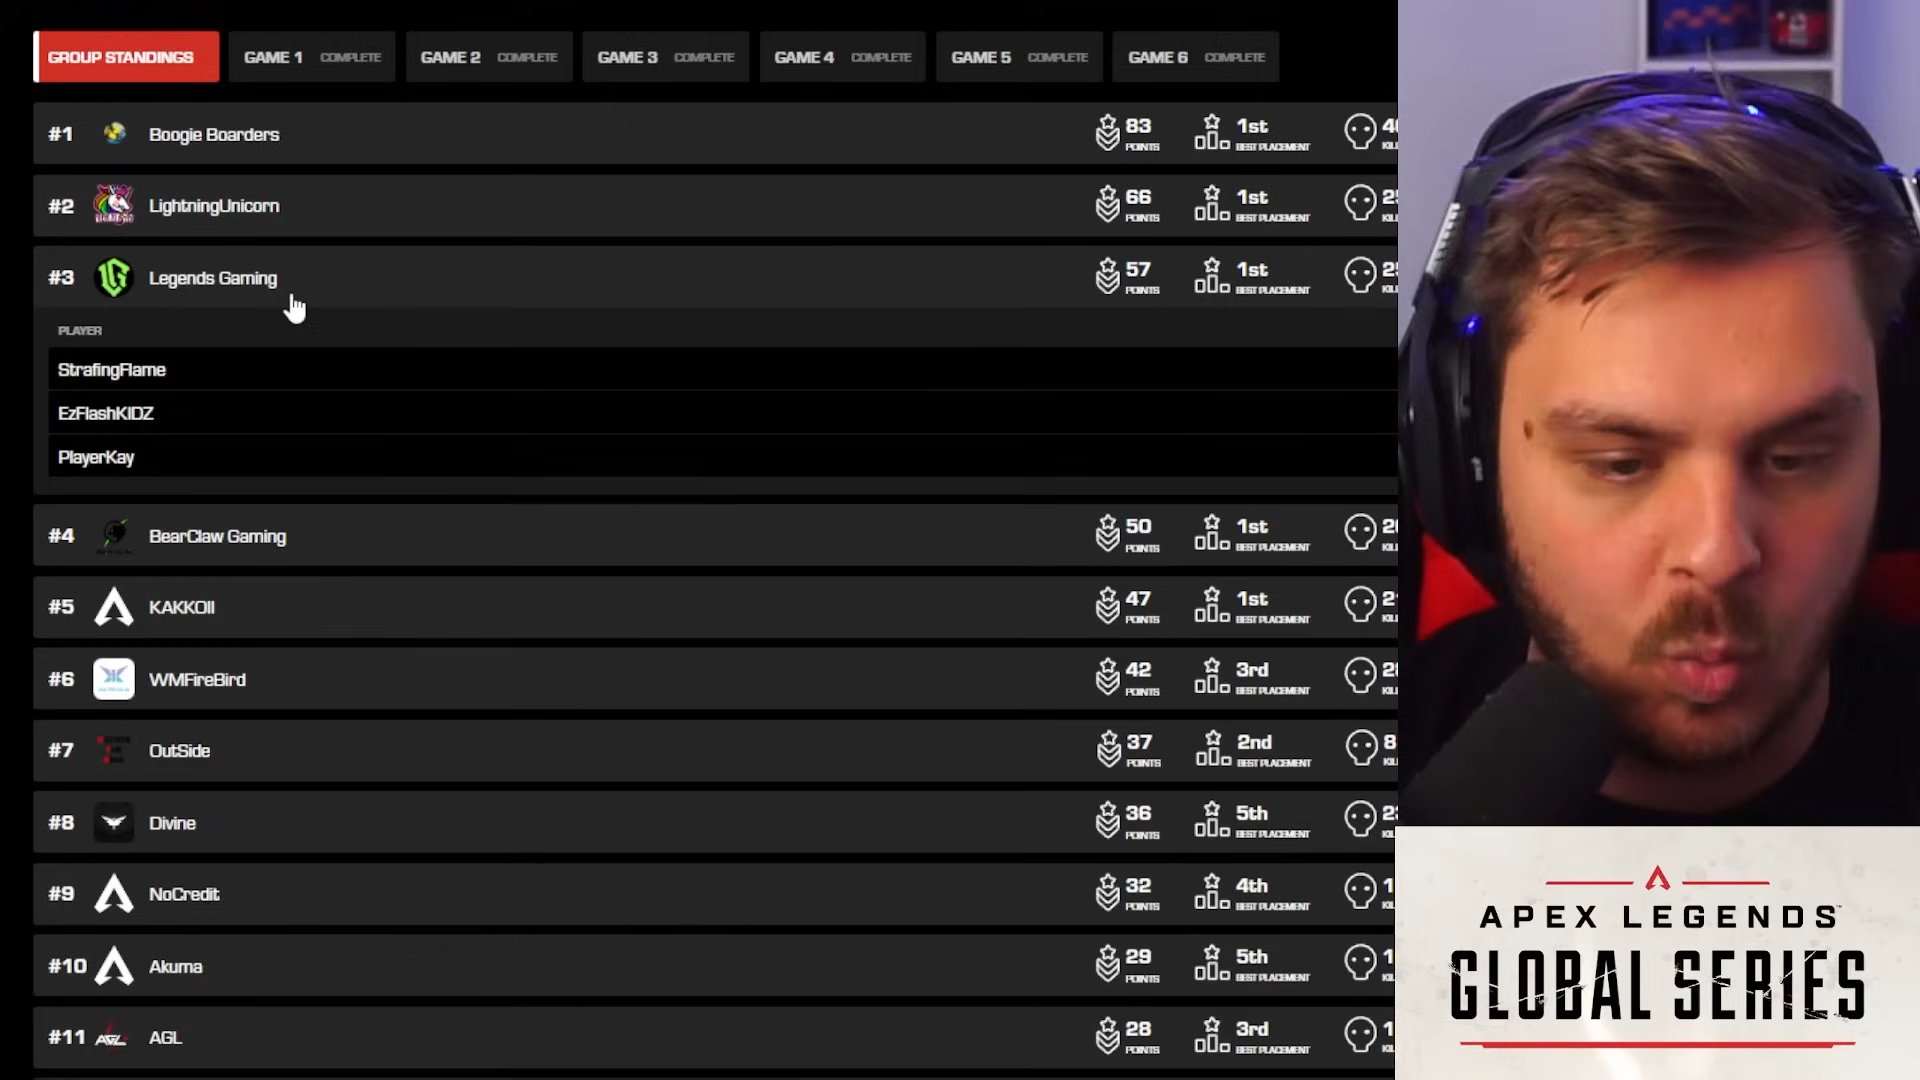 GROUP STANDINGS GAME 1 COMPLETE GAME 2 COMPLETE GAME 3 COMPLETE GAME 4 COMPLETE GAME 5 COMPLETE GAME 6 COMPLETE
#1 Boogie Boarders 83 POINTS 1st BEST PLACEMENT
#2 LightningUnicorn 66 POINTS 1st BEST PLACEMENT
#3 Legends Gaming 57 POINTS 1st BEST PLACEMENT
PLAYER
StrafingFlame
EzFlashKIDZ
PlayerKay
#4 BearClaw Gaming 50 POINTS 1st BEST PLACEMENT
#5 KAKKOII 47 POINTS 1st BEST PLACEMENT
#6 WMFireBird 42 POINTS 3rd BEST PLACEMENT
#7 OutSide 37 POINTS 2nd BEST PLACEMENT 8
#8 Divine 36 POINTS 5th BEST PLACEMENT
#9 NoCredit 32 POINTS 4th BEST PLACEMENT
#10 Akuma 29 POINTS 5th BEST PLACEMENT
#11 AGL AGL 28 POINTS 3rd BEST PLACEMENT
APEX LEGENDS
GLOBAL SERIES